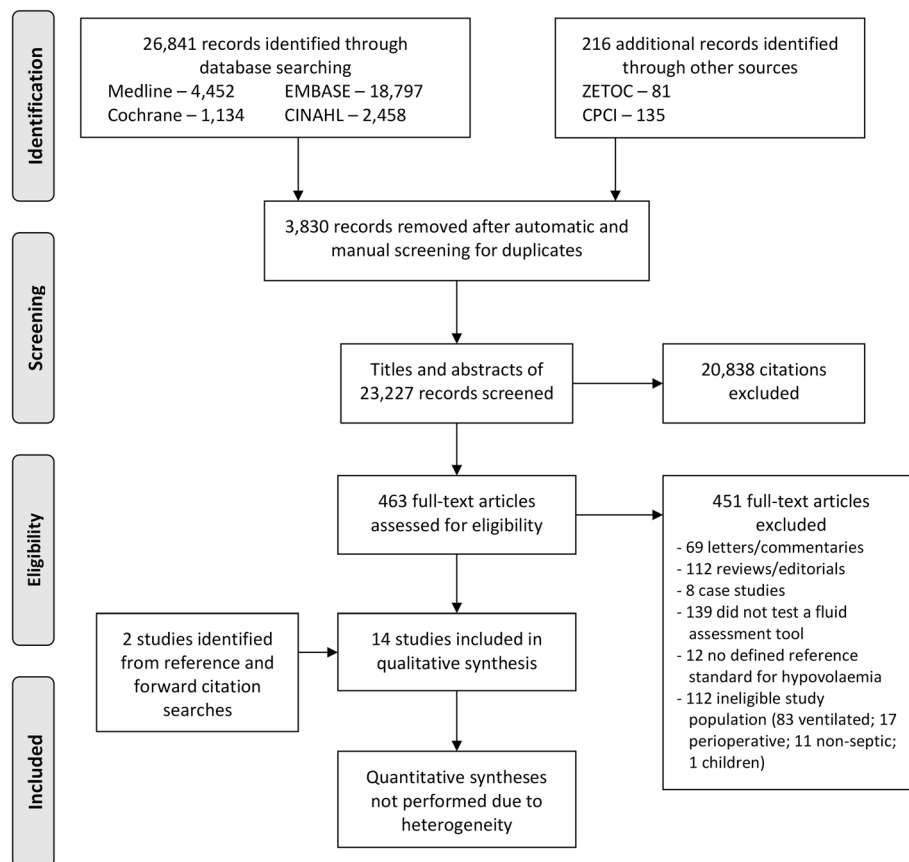 Identification
26,841 records identified through
database searching
Medline – 4,452 EMBASE – 18,797
Cochrane – 1,134 CINAHL – 2,458
216 additional records identified
through other sources
ZETOC – 81
CPCI – 135
3,830 records removed after automatic and
manual screening for duplicates
Screening
Titles and abstracts of
23,227 records screened
20,838 citations
excluded
Eligibility
463 full-text articles
assessed for eligibility
451 full-text articles
excluded
- 69 letters/commentaries
- 112 reviews/editorials
- 8 case studies
- 139 did not test a fluid
assessment tool
- 12 no defined reference
standard for hypovolaemia
- 112 ineligible study
population (83 ventilated; 17
perioperative; 11 non-septic;
1 children)
2 studies identified
from reference and
forward citation
searches
14 studies included in
qualitative synthesis
Included
Quantitative syntheses
not performed due to
heterogeneity